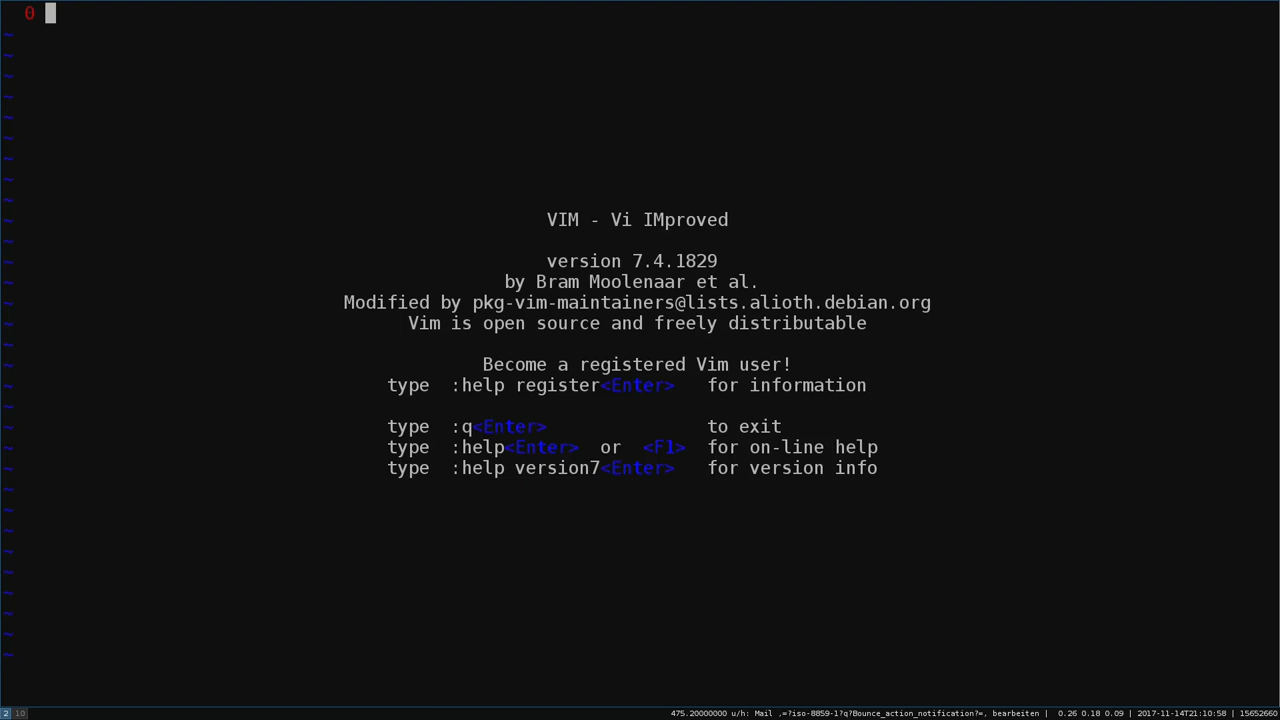 0
~
~
~
~
~
~
~
~
~
VIM - Vi IMproved
~
~
version 7.4.1829
~
by Bram Moolenaar et al.
~
Modified by pkg-vim-maintainers@lists.alioth.debian.org
~
Vim is open source and freely distributable
~
~
Become a registered Vim user!
~
type :help register<Enter> for information
~
~
type :q<Enter> to exit
~
type :help<Enter> or <F1> for on-line help
~
type :help version7<Enter> for version info
~
~
~
~
~
~
~
~
~
2 10 475.20000000 u/h: Mail ,=?iso-8859-1?q?Bounce_action_notification?=, bearbeiten | 0.26 0.18 0.09 | 2017-11-14T21:10:58 | 15652660